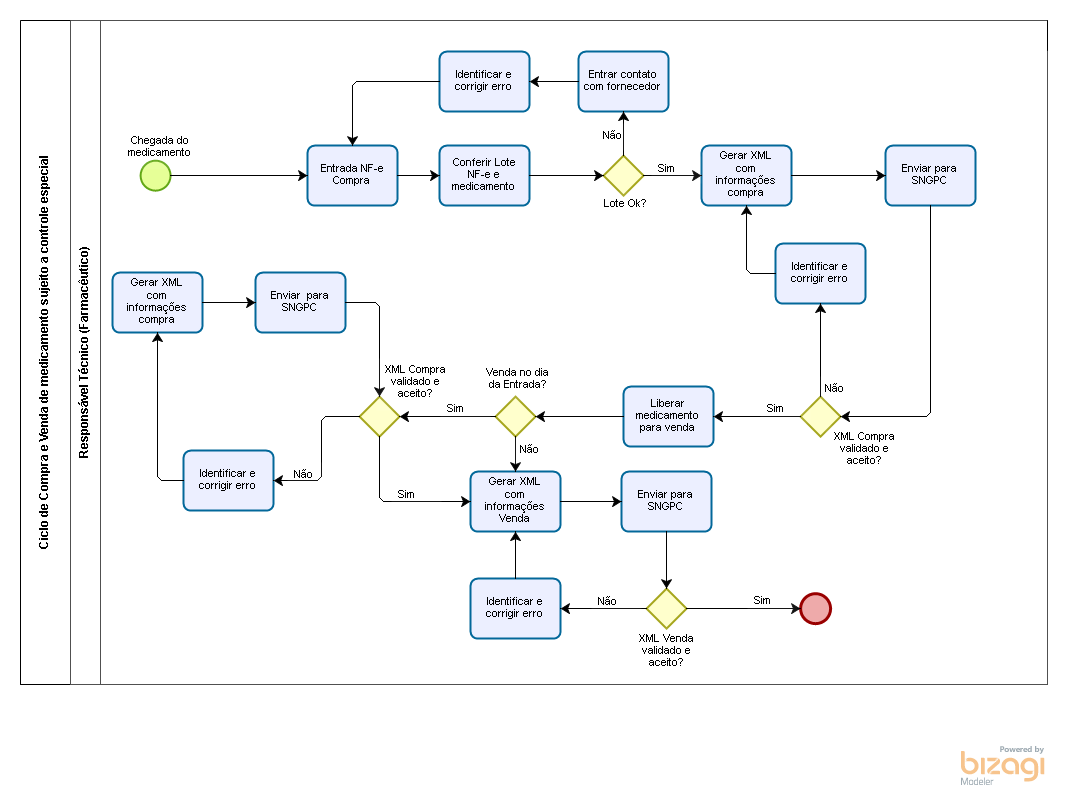 Ciclo de Compra e Venda de medicamento sujeito a controle especial
Responsável Técnico (Farmacêutico)
Chegada do
medicamento
Identificar e
corrigir erro
Entrar contato
com fornecedor
Não
Entrada NF-e
Compra
Conferir Lote
NF-e e
medicamento
Lote Ok?
Sim
Gerar XML
com
informações
compra
Enviar para
SNGPC
Identificar e
corrigir erro
Não
XML Compra
validado e
aceito?
Sim
Liberar
medicamento
para venda
Venda no dia
da Entrada?
Sim
Não
XML Compra
validado e
aceito?
Gerar XML
com
informações
compra
Enviar para
SNGPC
Identificar e
corrigir erro
Não
Sim
Gerar XML
com
informações
Venda
Enviar para
SNGPC
Identificar e
corrigir erro
Não
XML Venda
validado e
aceito?
Sim
Powered by
bizagi
Modeler